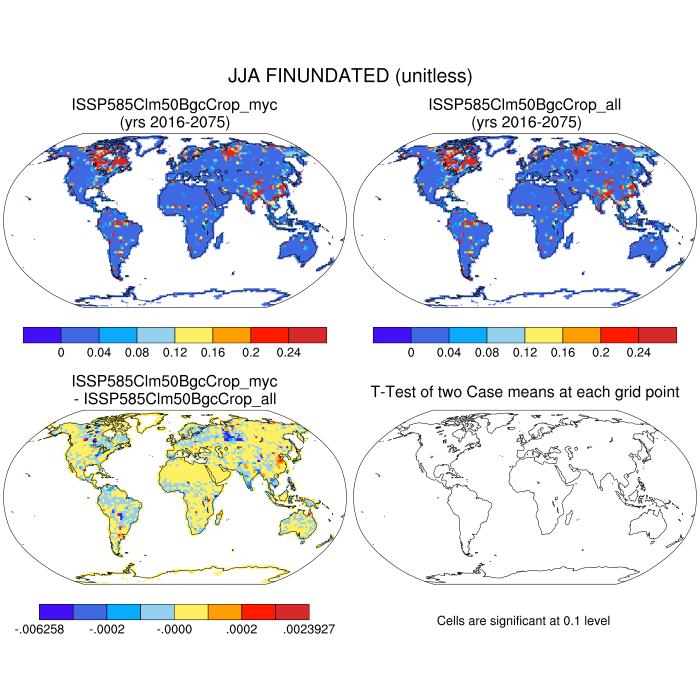 JJA FINUNDATED (unitless)
ISSP585Clm50BgcCrop_myc
(yrs 2016-2075)
ISSP585Clm50BgcCrop_all
(yrs 2016-2075)
0 0.04 0.08 0.12 0.16 0.2 0.24
0 0.04 0.08 0.12 0.16 0.2 0.24
ISSP585Clm50BgcCrop_myc
- ISSP585Clm50BgcCrop_all
T-Test of two Case means at each grid point
-.006258 -.0002 -.0000 .0002 .0023927
Cells are significant at 0.1 level